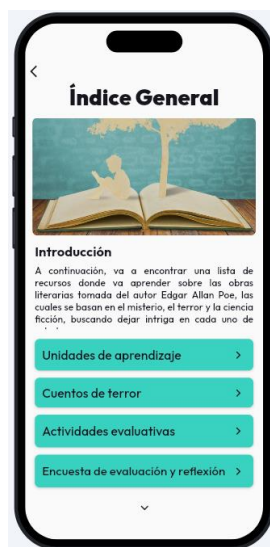 Índice General
Introducción
A continuación, va a encontrar una lista de
recursos donde va aprender sobre las obras
literarias tomada del autor Edgar Allan Poe, las
cuales se basan en el misterio, el terror y la ciencia
ficción, buscando dejar intriga en cada uno de
Unidades de aprendizaje
Cuentos de terror
Actividades evaluativas
Encuesta de evaluación y reflexión